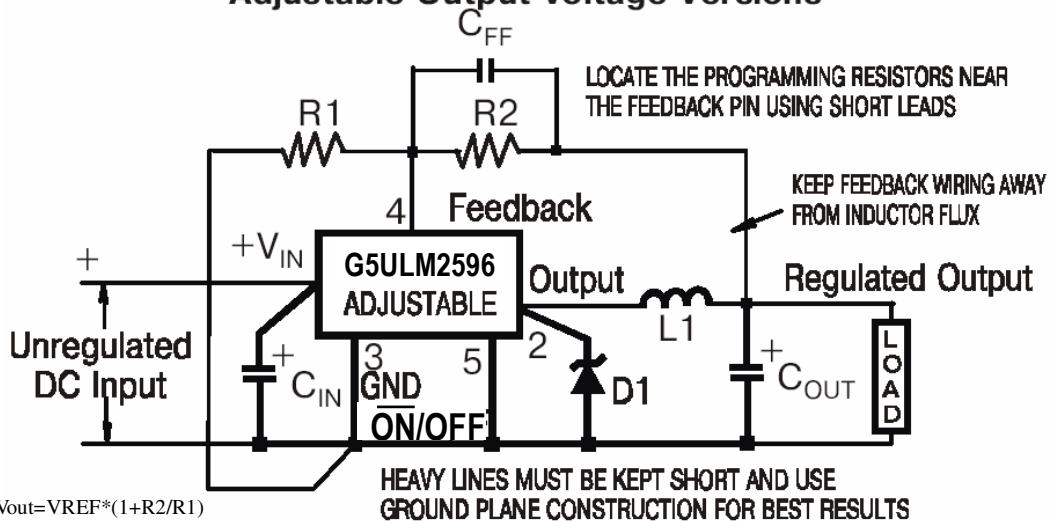 Adjustable Output Voltage Versions
CFF
LOCATE THE PROGRAMMING RESISTORS NEAR
THE FEEDBACK PIN USING SHORT LEADS
R1
R2
KEEP FEEDBACK WIRING AWAY
FROM INDUCTOR FLUX
4
Feedback
+
+VIN
G5ULM2596
ADJUSTABLE
Output
Regulated Output
L1
Unregulated
DC Input
+
CIN
3
GND
5
2
ON/OFF
D1
+
COUT
LOAD
HEAVY LINES MUST BE KEPT SHORT AND USE
GROUND PLANE CONSTRUCTION FOR BEST RESULTS
Vout=VREF*(1+R2/R1)